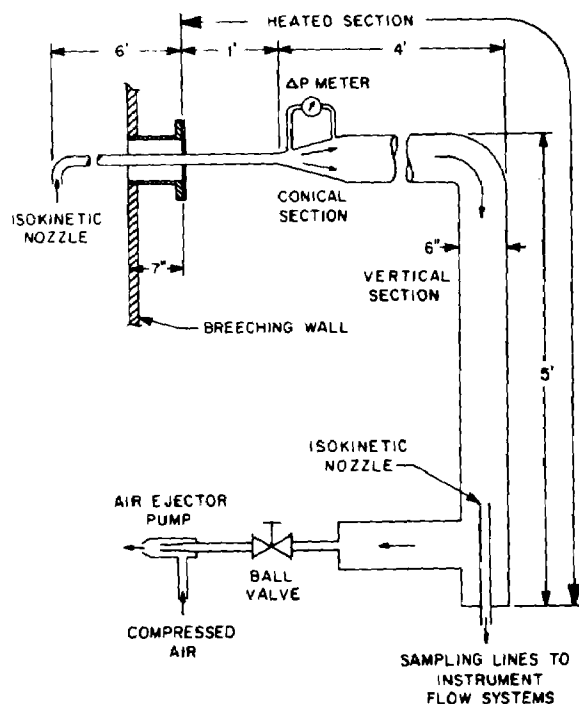 HEATED SECTION
6'
1'
4'
ΔP METER
ISOKINETIC
NOZZLE
CONICAL
SECTION
6"
7"
VERTICAL
SECTION
BREECHING WALL
5'
ISOKINETIC
NOZZLE
AIR EJECTOR
PUMP
BALL
VALVE
COMPRESSED
AIR
SAMPLING LINES TO
INSTRUMENT
FLOW SYSTEMS